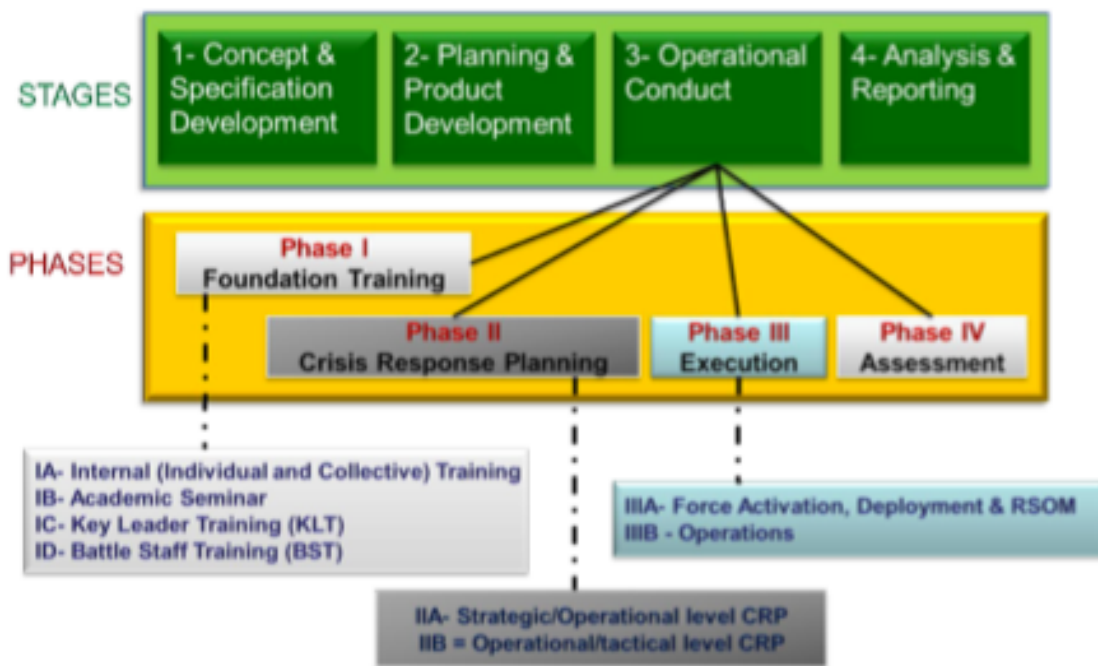 STAGES
1- Concept &
Specification
Development
2- Planning &
Product
Development
3- Operational
Conduct
4- Analysis &
Reporting
PHASES
Phase I
Foundation Training
Phase II
Crisis Response Planning
Phase III
Execution
Phase IV
Assessment
IA- Internal (Individual and Collective) Training
IB- Academic Seminar
IC- Key Leader Training (KLT)
ID- Battle Staff Training (BST)
IIIA- Force Activation, Deployment & RSOM
IIIB - Operations
IIA- Strategic/Operational level CRP
IIB = Operational/tactical level CRP